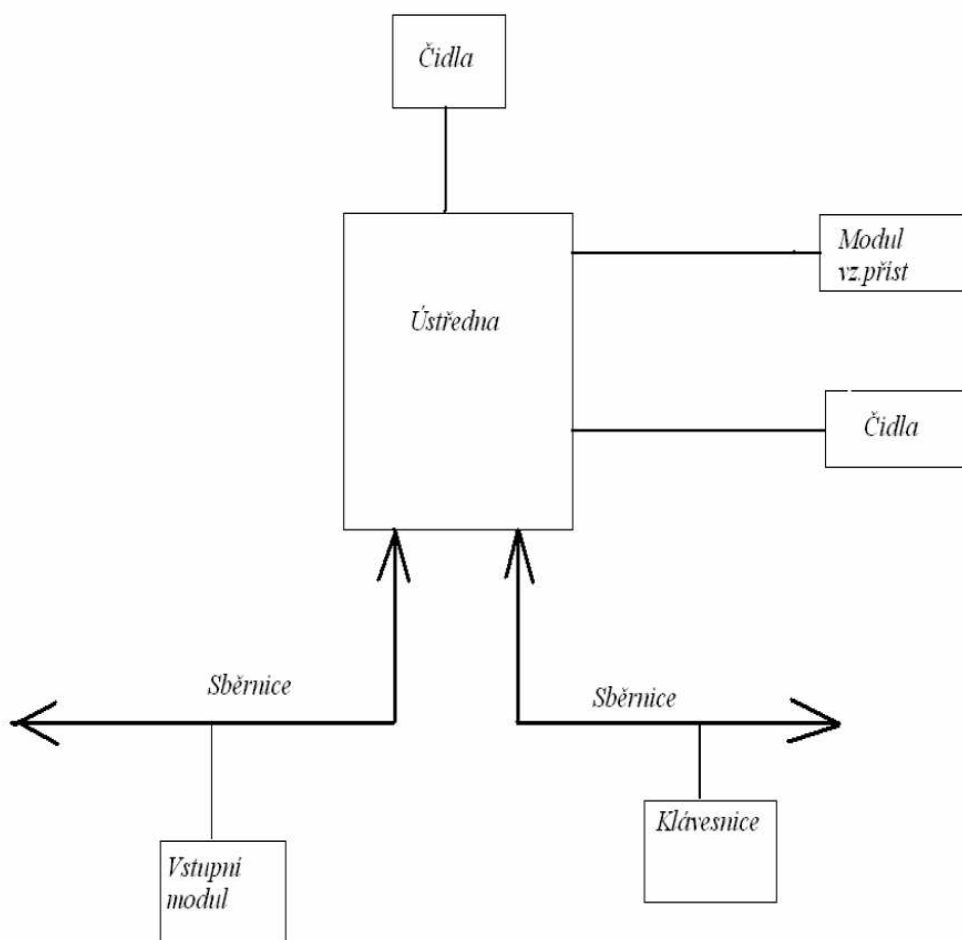 Čidla
Modul
vz.příst
Ústředna
Čidla
Sběrnice
Sběrnice
Klávesnice
Vstupní
modul